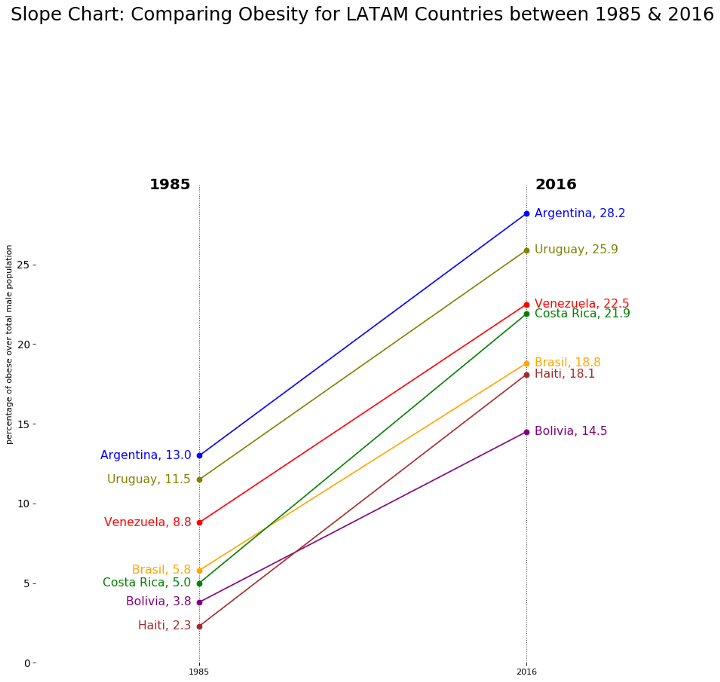 Slope Chart: Comparing Obesity for LATAM Countries between 1985 & 2016
1985
2016
percentage of obese over total male population
25
20
15
10
5
0
Argentina, 13.0
Uruguay, 11.5
Venezuela, 8.8
Brasil, 5.8
Costa Rica, 5.0
Bolivia, 3.8
Haiti, 2.3
Argentina, 28.2
Uruguay, 25.9
Venezuela, 22.5
Costa Rica, 21.9
Brasil, 18.8
Haiti, 18.1
Bolivia, 14.5
1985
2016